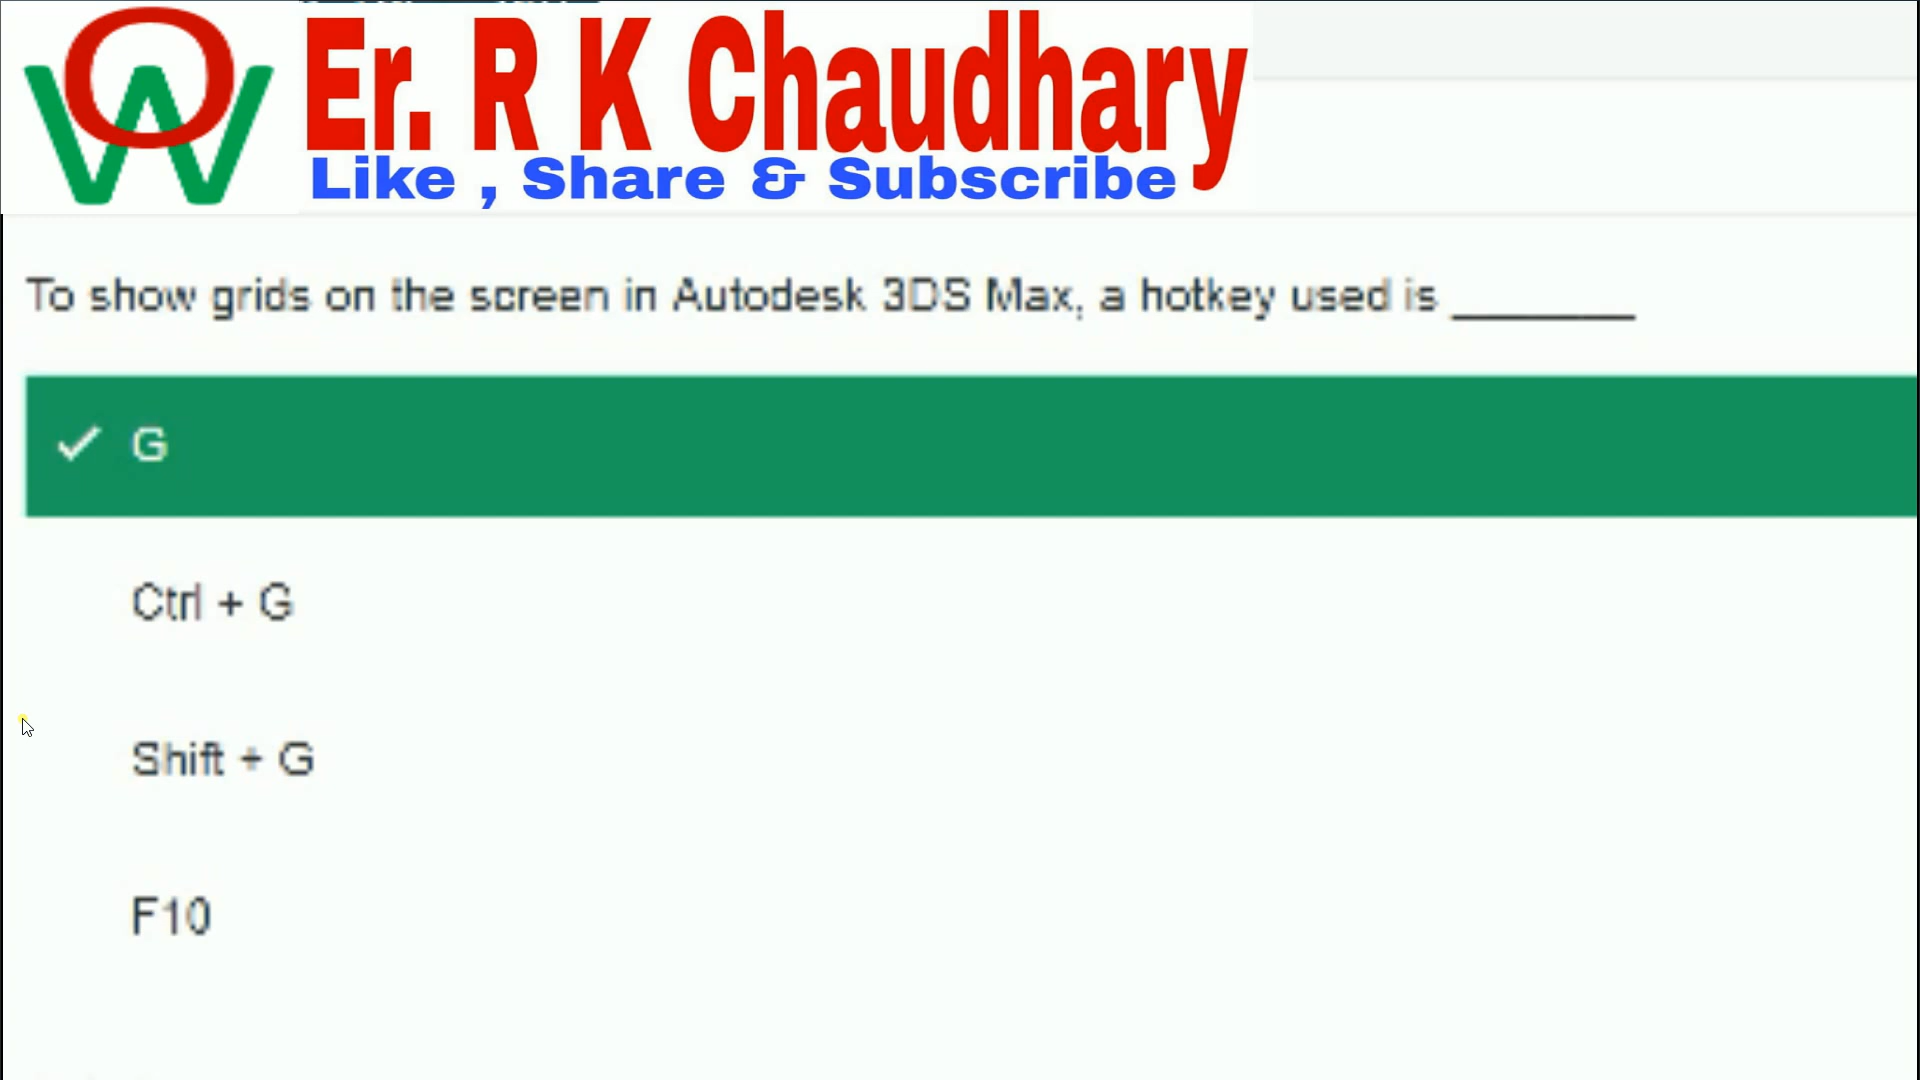 Er. R K Chaudhary
Like , Share & Subscribe
To show grids on the screen in Autodesk 3DS Max, a hotkey used is _______
G
Ctrl + G
Shift + G
F10